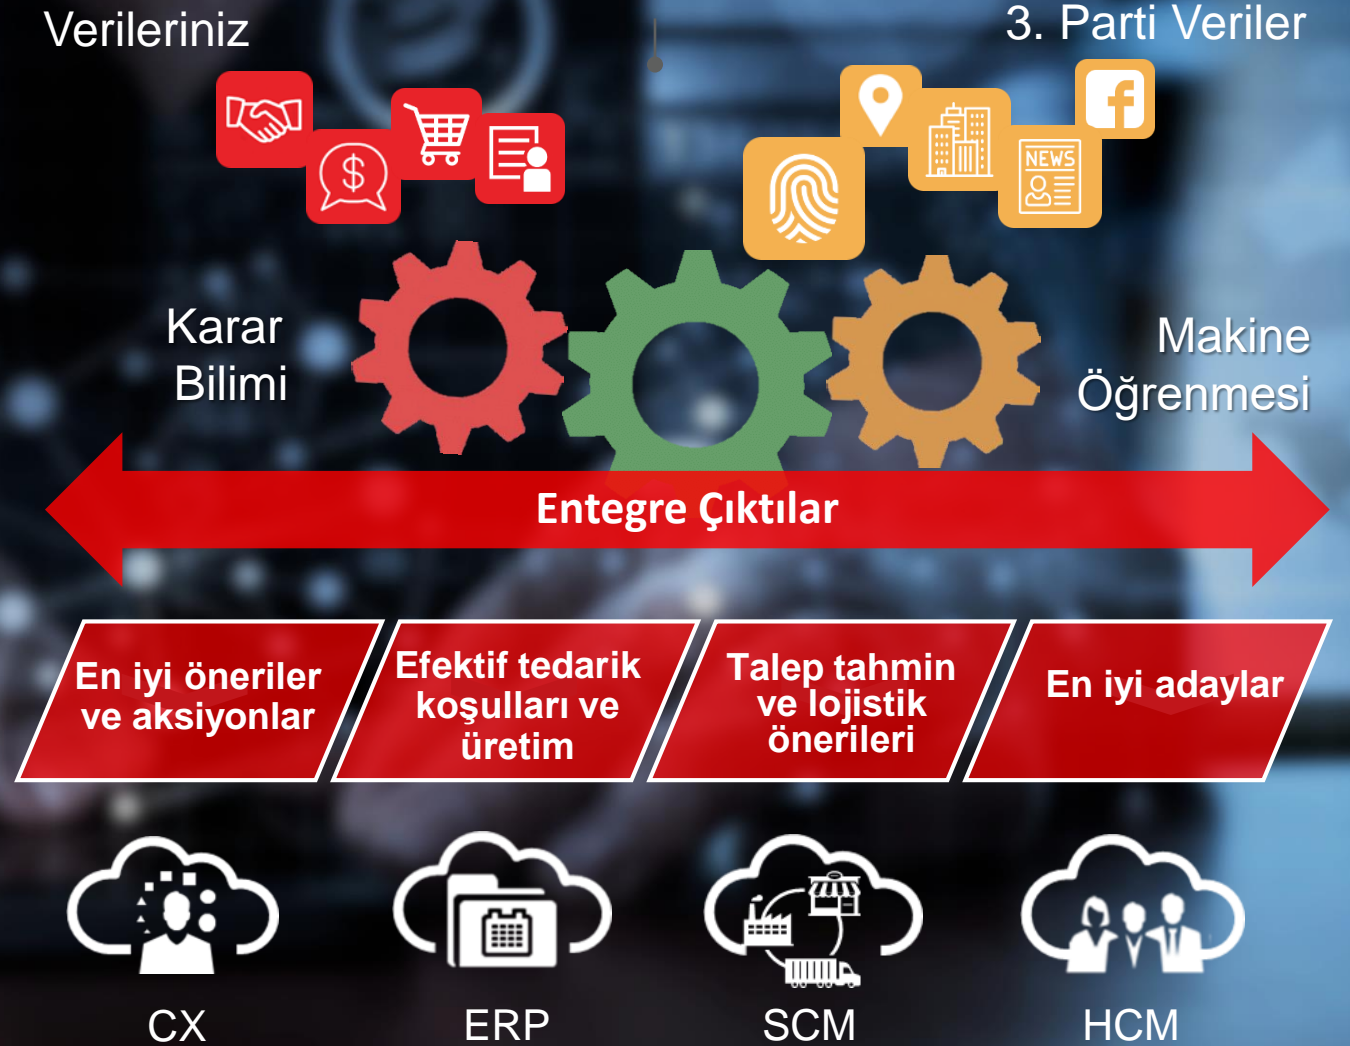 Verileriniz
3. Parti Veriler
$
NEWS
f
Karar
Bilimi
Makine
Öğrenmesi
Entegre Çıktılar
En iyi öneriler
ve aksiyonlar
Efektif tedarik
koşulları ve
üretim
Talep tahmin
ve lojistik
önerileri
En iyi adaylar
CX
ERP
SCM
HCM